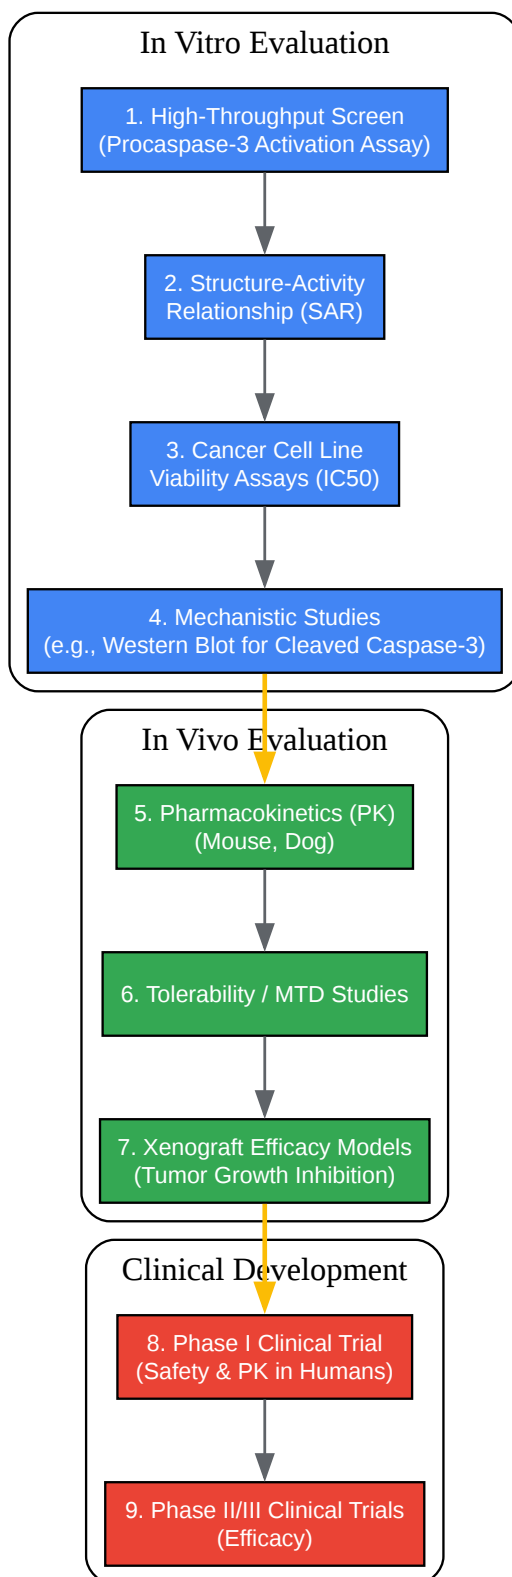 In Vitro Evaluation
1. High-Throughput Screen
(Procaspase-3 Activation Assay)
2. Structure-Activity
Relationship (SAR)
3. Cancer Cell Line
Viability Assays (IC50)
4. Mechanistic Studies
(e.g., Western Blot for Cleaved Caspase-3)
In Vivo Evaluation
5. Pharmacokinetics (PK)
(Mouse, Dog)
6. Tolerability / MTD Studies
7. Xenograft Efficacy Models
(Tumor Growth Inhibition)
Clinical Development
8. Phase I Clinical Trial
(Safety & PK in Humans)
9. Phase II/III Clinical Trials
(Efficacy)